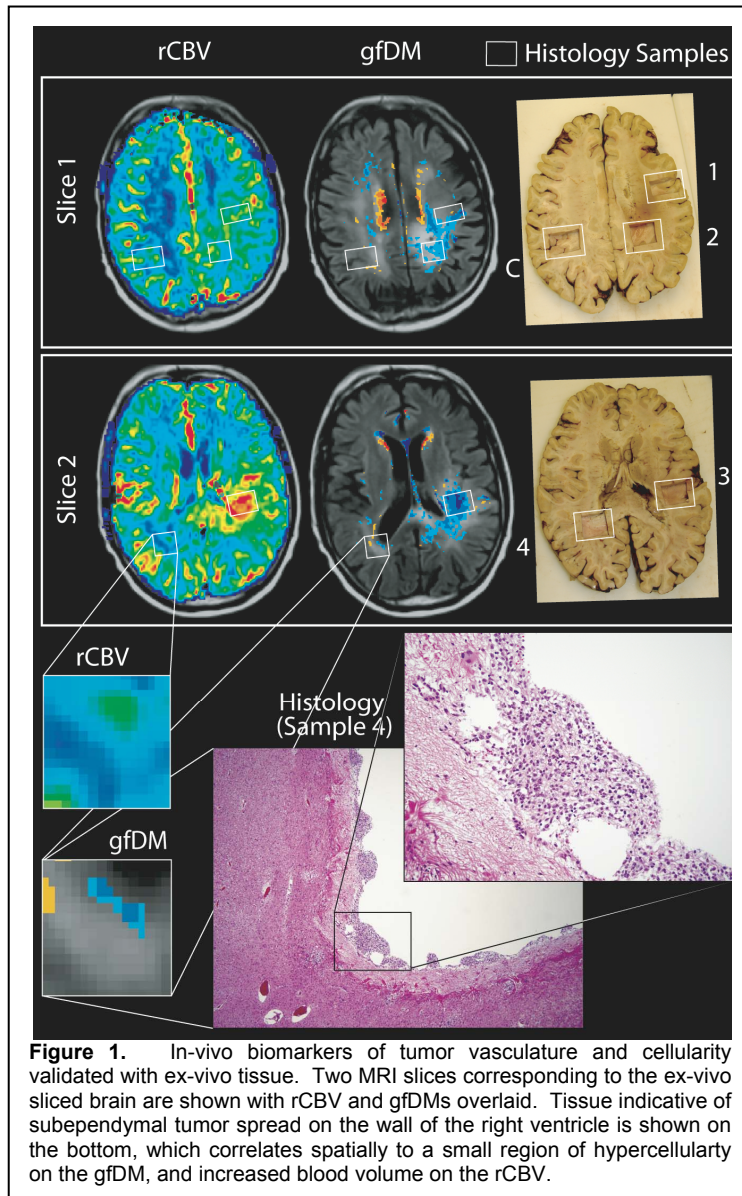 rCBV gfDM Histology Samples
Slice 1
1
2
C
Slice 2
3
4
rCBV
Histology
(Sample 4)
gfDM
Figure 1. In-vivo biomarkers of tumor vasculature and cellularity
validated with ex-vivo tissue. Two MRI slices corresponding to the ex-vivo
sliced brain are shown with rCBV and gfDMs overlaid. Tissue indicative of
subependymal tumor spread on the wall of the right ventricle is shown on
the bottom, which correlates spatially to a small region of hypercellularty
on the gfDM, and increased blood volume on the rCBV.